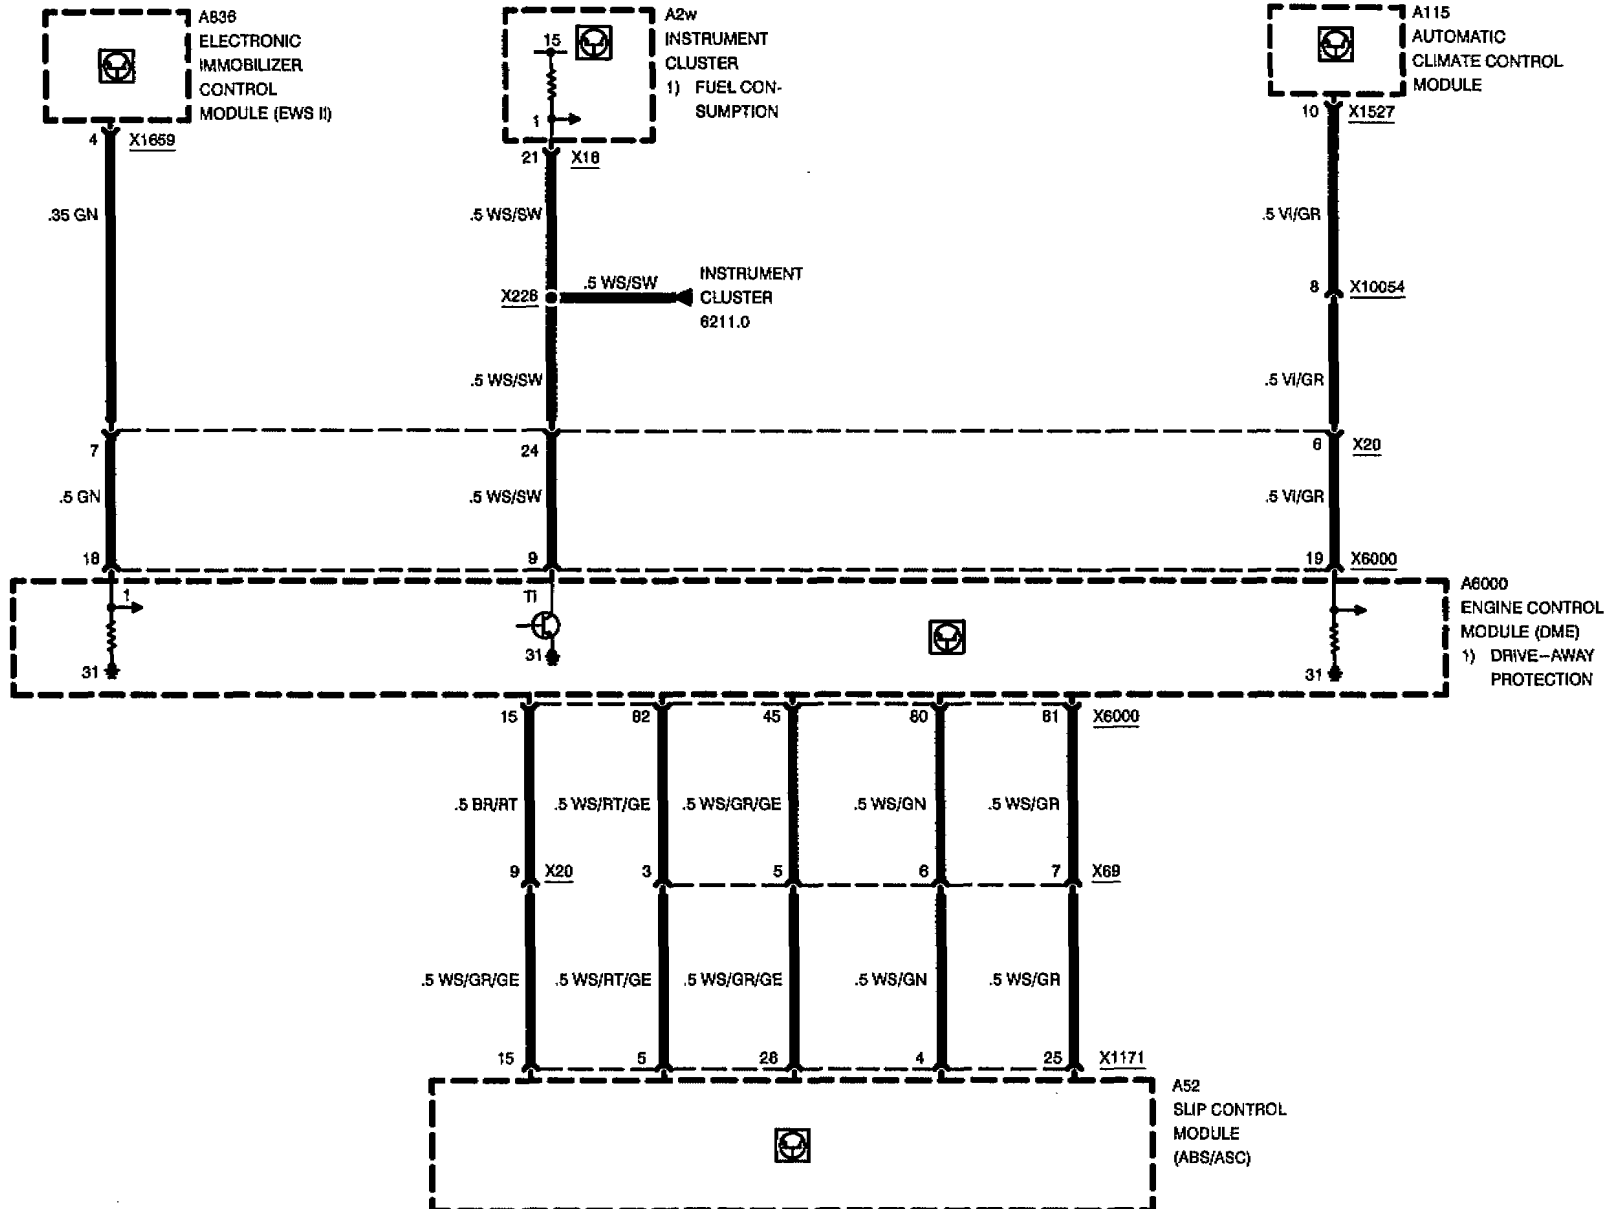 A836
ELECTRONIC
IMMOBILIZER
CONTROL
MODULE (EWS II)
4 X1659
A2w
INSTRUMENT
CLUSTER
1) FUEL CON-
SUMPTION
15
1
21 X18
A115
AUTOMATIC
CLIMATE CONTROL
MODULE
10 X1527
.35 GN
.5 WS/SW
.5 VI/GR
X228
.5 WS/SW
INSTRUMENT
CLUSTER
6211.0
8 X10054
.5 WS/SW
.5 VI/GR
7
24
6 X20
.5 GN
.5 WS/SW
.5 VI/GR
18
9
19 X6000
1
31
TI
31
31
A6000
ENGINE CONTROL
MODULE (DME)
1) DRIVE-AWAY
PROTECTION
15
82
45
80
81 X6000
.5 BR/RT
.5 WS/RT/GE
.5 WS/GR/GE
.5 WS/GN
.5 WS/GR
9 X20
3
5
6
7 X69
.5 WS/GR/GE
.5 WS/RT/GE
.5 WS/GR/GE
.5 WS/GN
.5 WS/GR
15
5
28
4
25 X1171
A52
SLIP CONTROL
MODULE
(ABS/ASC)